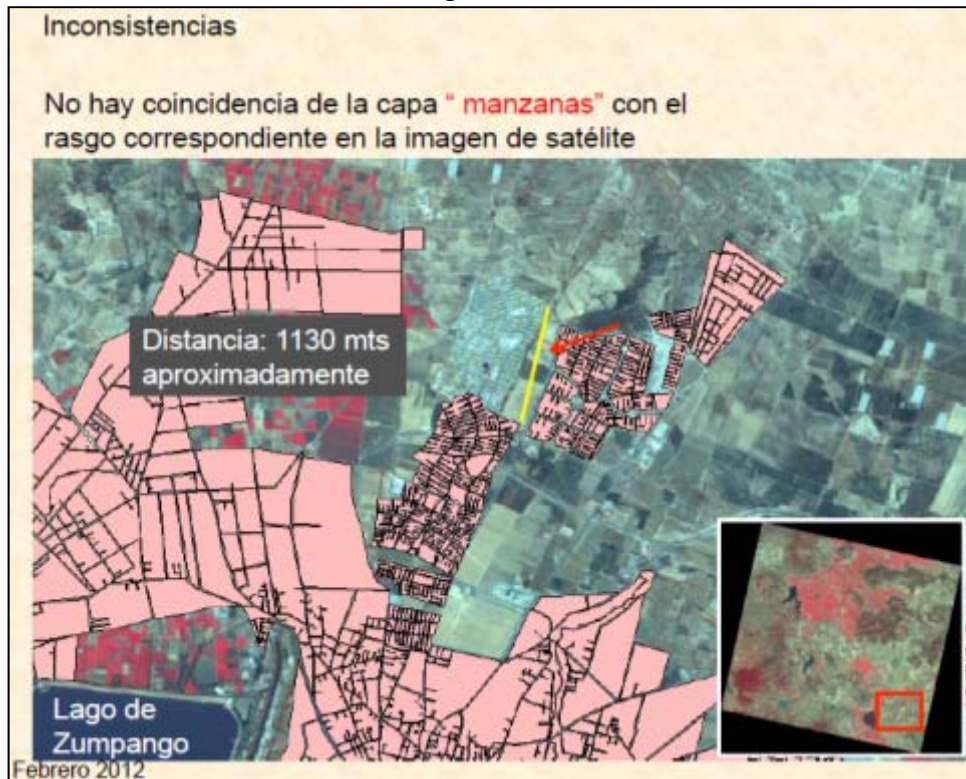 Inconsistencias
No hay coincidencia de la capa “ manzanas” con el
rasgo correspondiente en la imagen de satélite
Distancia: 1130 mts
aproximadamente
Lago de
Zumpango
Febrero 2012